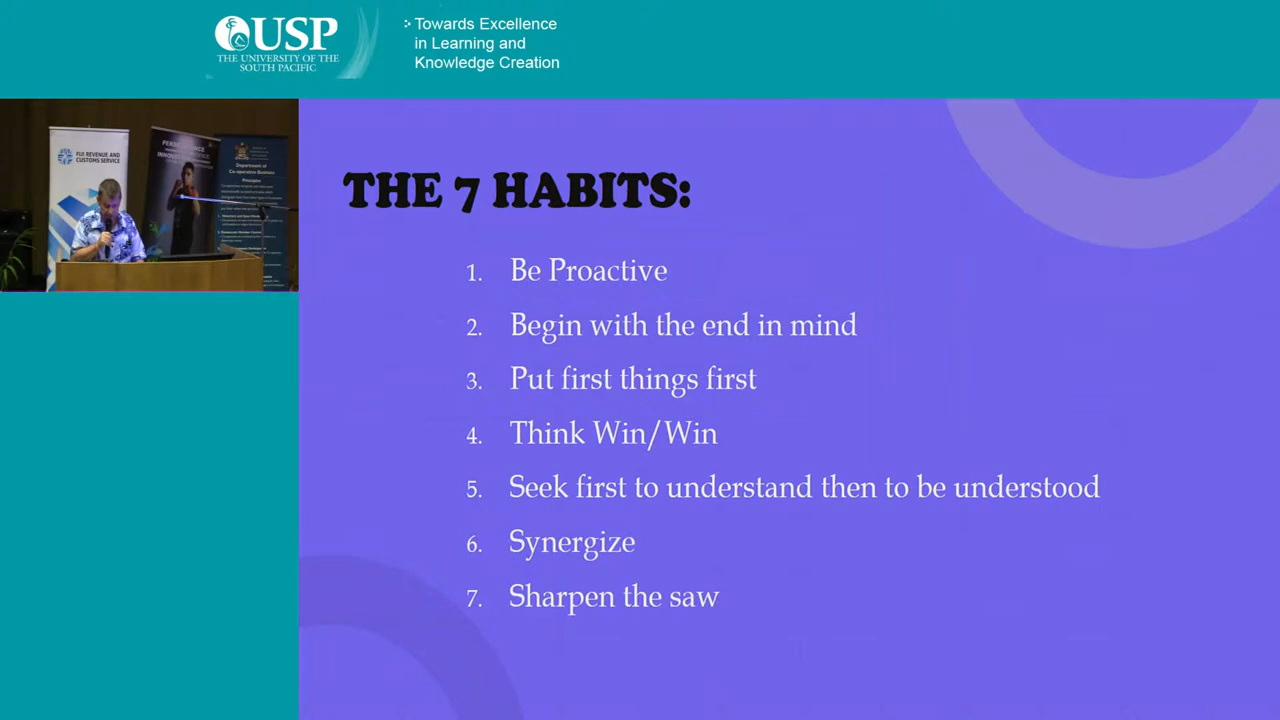 USP
THE UNIVERSITY OF THE
SOUTH PACIFIC
Towards Excellence
in Learning and
Knowledge Creation
FIJI REVENUE AND
CUSTOMS SERVICE
Department of
Co-operative Business
Principles
THE 7 HABITS:
1. Be Proactive
2. Begin with the end in mind
3. Put first things first
4. Think Win/Win
5. Seek first to understand then to be understood
6. Synergize
7. Sharpen the saw